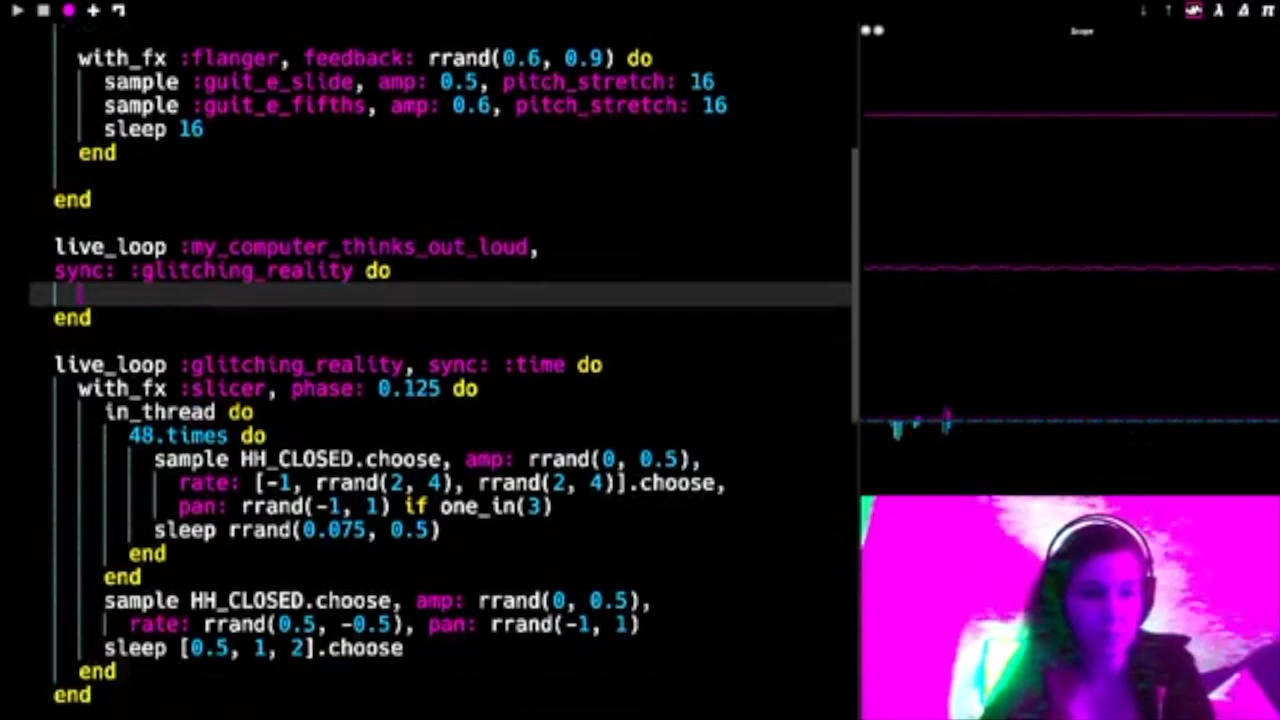 with_fx :flanger, feedback: rrand(0.6, 0.9) do
sample :guit_e_slide, amp: 0.5, pitch_stretch: 16
sample :guit_e_fifths, amp: 0.6, pitch_stretch: 16
sleep 16
end
end
live_loop :my_computer_thinks_out_loud,
sync: :glitching_reality do
end
live_loop :glitching_reality, sync: :time do
with_fx :slicer, phase: 0.125 do
in_thread do
48.times do
sample HH_CLOSED.choose, amp: rrand(0, 0.5),
rate: [-1, rrand(2, 4), rrand(2, 4)].choose,
pan: rrand(-1, 1) if one_in(3)
sleep rrand(0.075, 0.5)
end
end
sample HH_CLOSED.choose, amp: rrand(0, 0.5),
rate: rrand(0.5, -0.5), pan: rrand(-1, 1)
sleep [0.5, 1, 2].choose
end
end
Scope